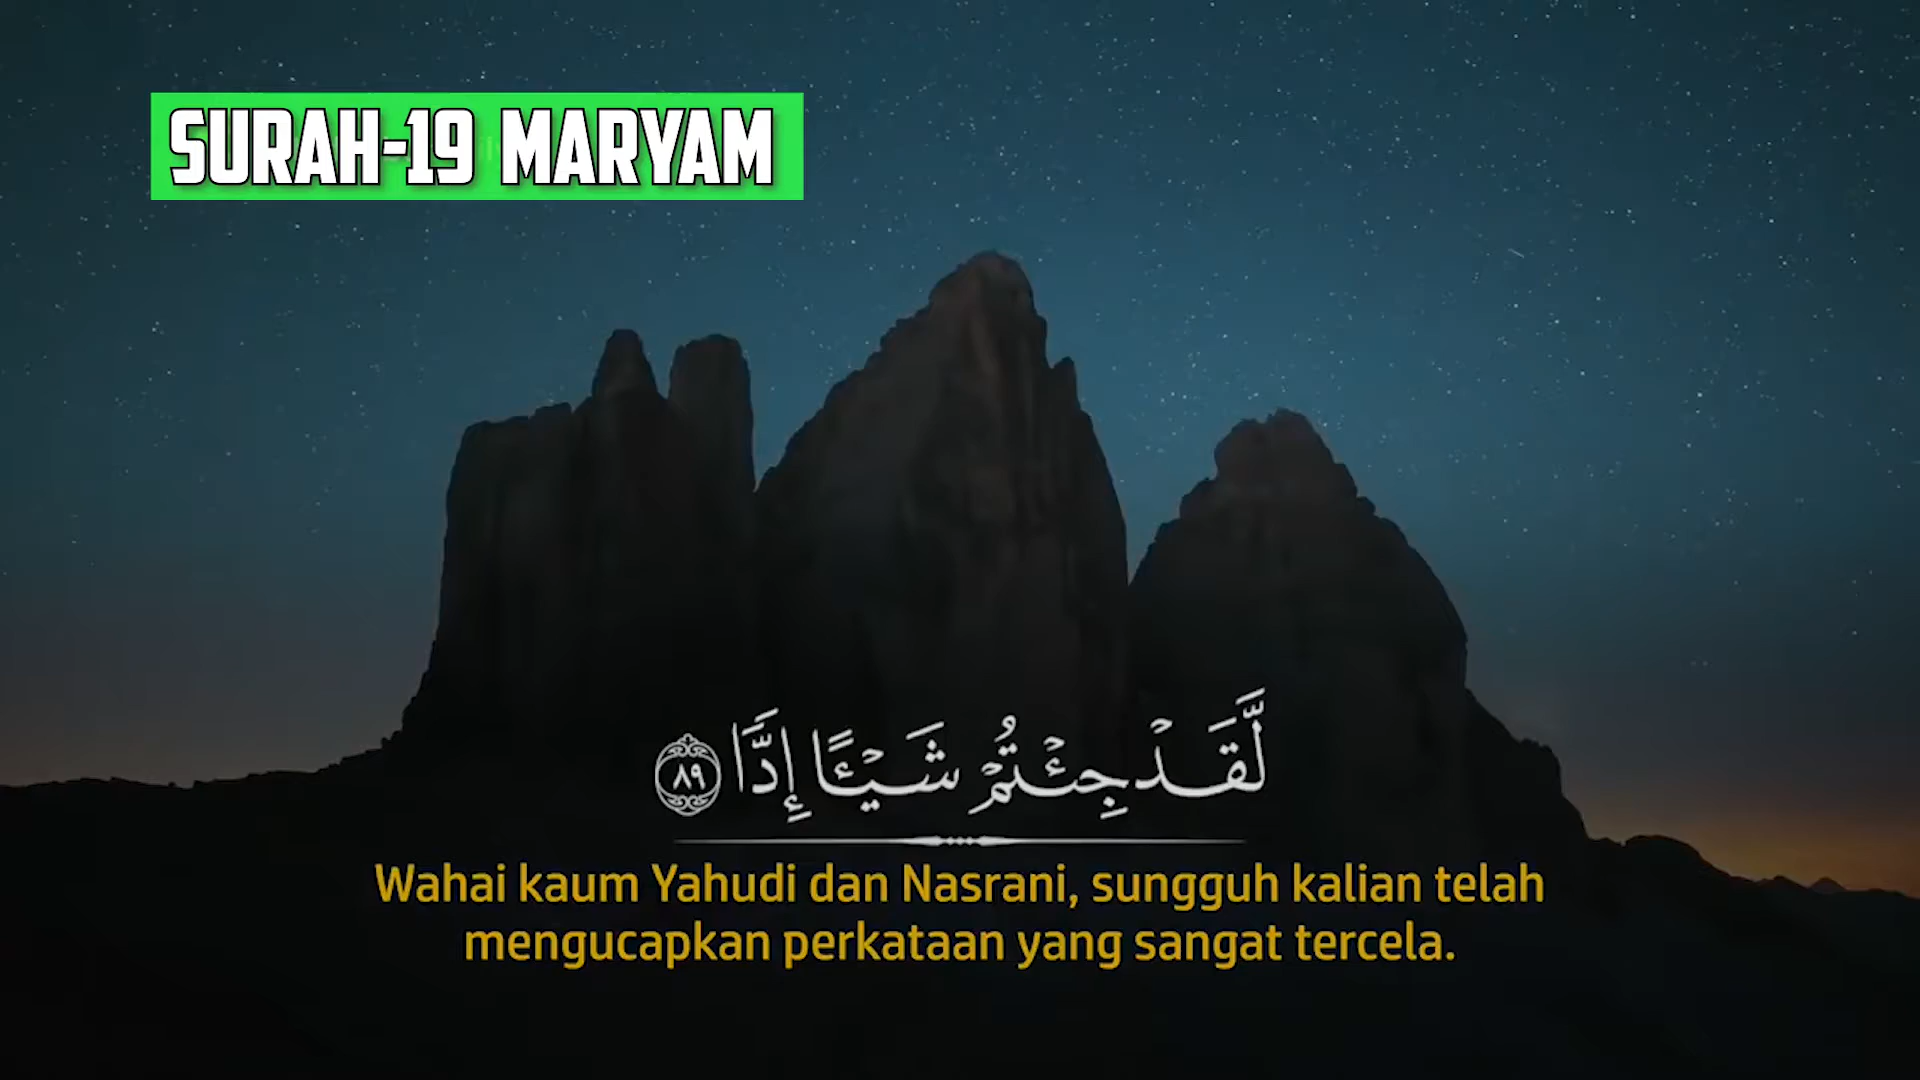 SURAH-19 MARYAM
لَّقَدْ جِئْتُمْ شَيْـًٔا إِدًّا ٨٩
Wahai kaum Yahudi dan Nasrani, sungguh kalian telah
mengucapkan perkataan yang sangat tercela.